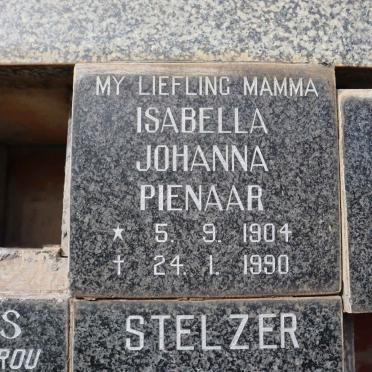 MY LIEFLING MAMMA
ISABELLA
JOHANNA
PIENAAR
* 5. 9. 1904
† 24. 1. 1990
STELZER